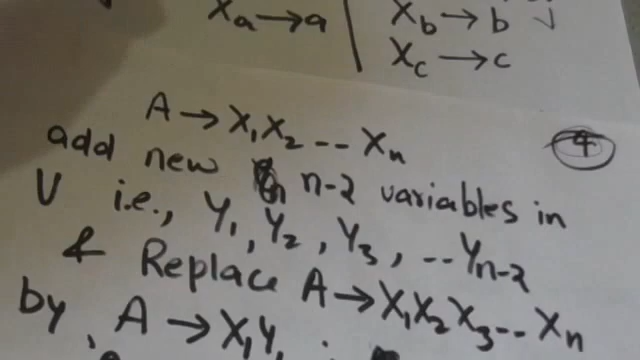 Xa → a | Xb → b
Xc → c
A → X₁X₂ --- Xn
④
add new n-2 variables in
V i.e., Y₁, Y₂, Y₃, --- Yn-2
& Replace A → X₁X₂X₃--- Xn
by, A → X₁Y₁